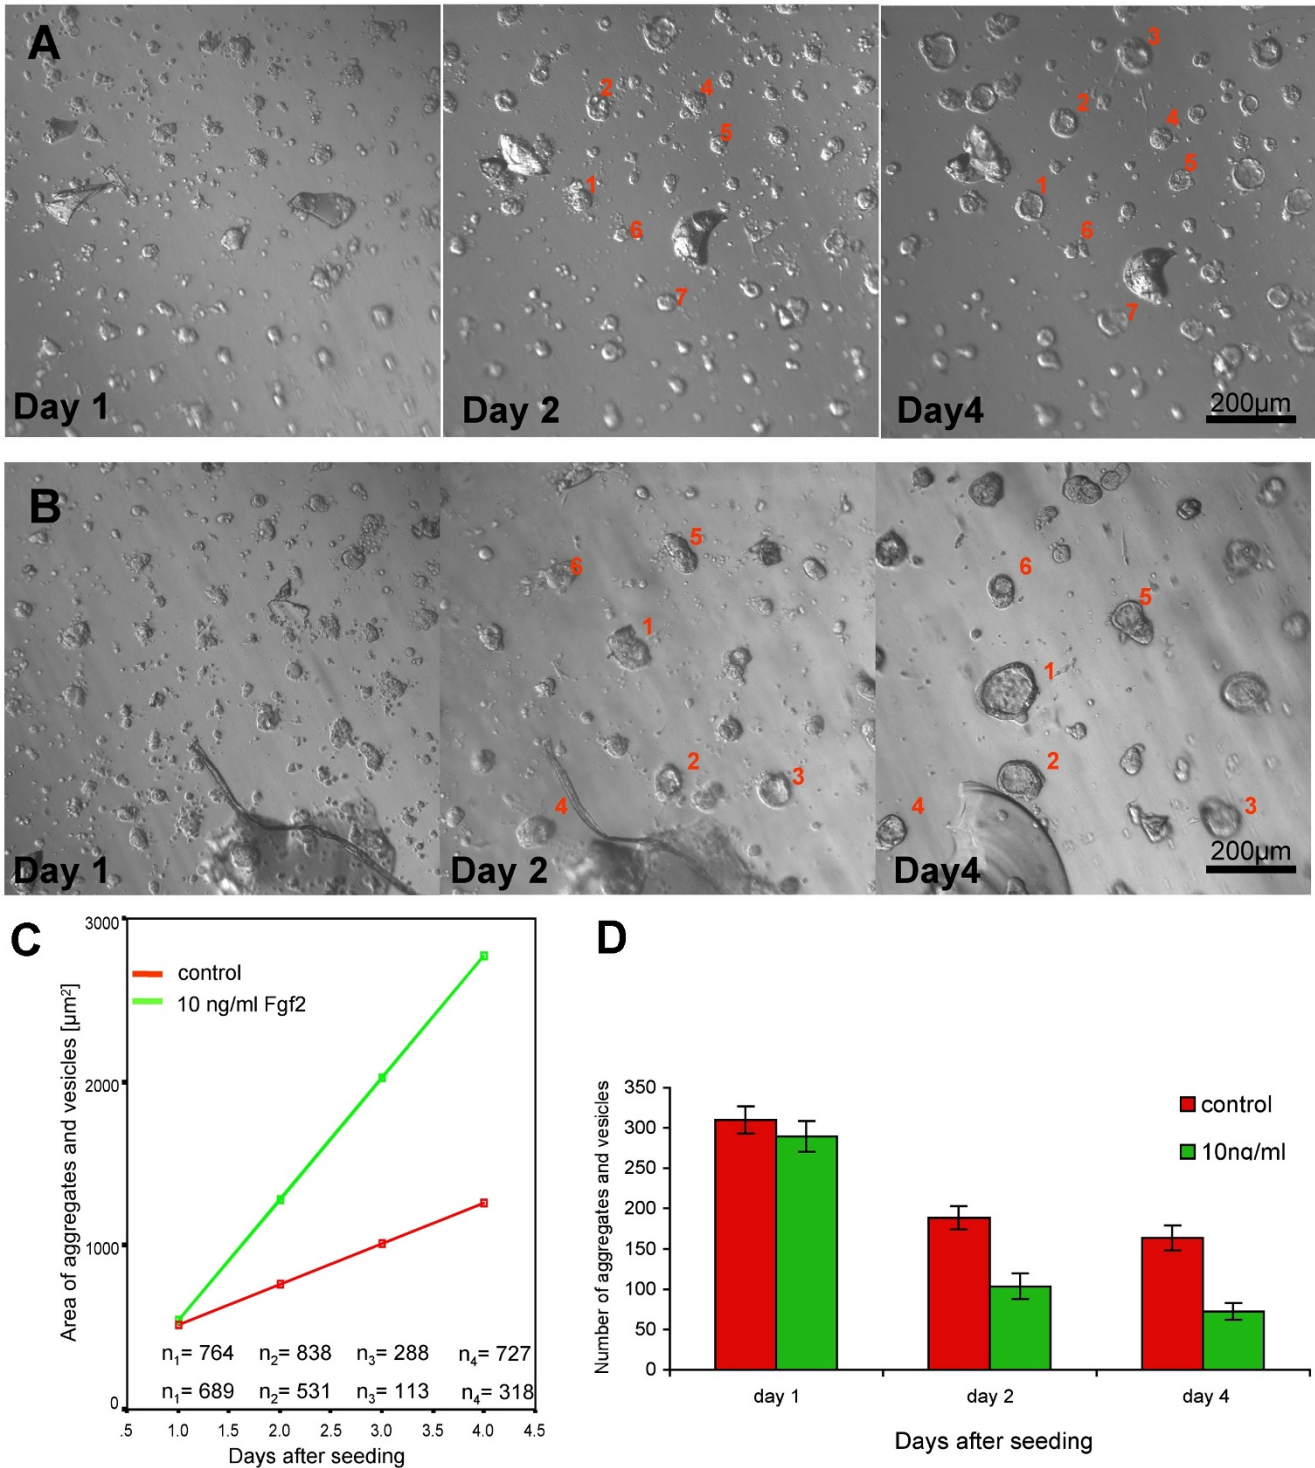 A
Day 1
2
4
5
1
6
7
Day 2
3
2
4
5
1
6
7
Day4
200µm
B
Day 1
5
6
1
2
3
4
Day 2
6
5
1
2
4
3
Day4
200µm
C
3000
2000
1000
0
Area of aggregates and vesicles [µm²]
control
10 ng/ml Fgf2
n₁= 764 n₂= 838 n₃= 288 n₄= 727
n₁= 689 n₂= 531 n₃= 113 n₄= 318
.5 1.0 1.5 2.0 2.5 3.0 3.5 4.0 4.5
Days after seeding
D
350
300
250
200
150
100
50
0
Number of aggregates and vesicles
control
10ng/ml
day 1 day 2 day 4
Days after seeding